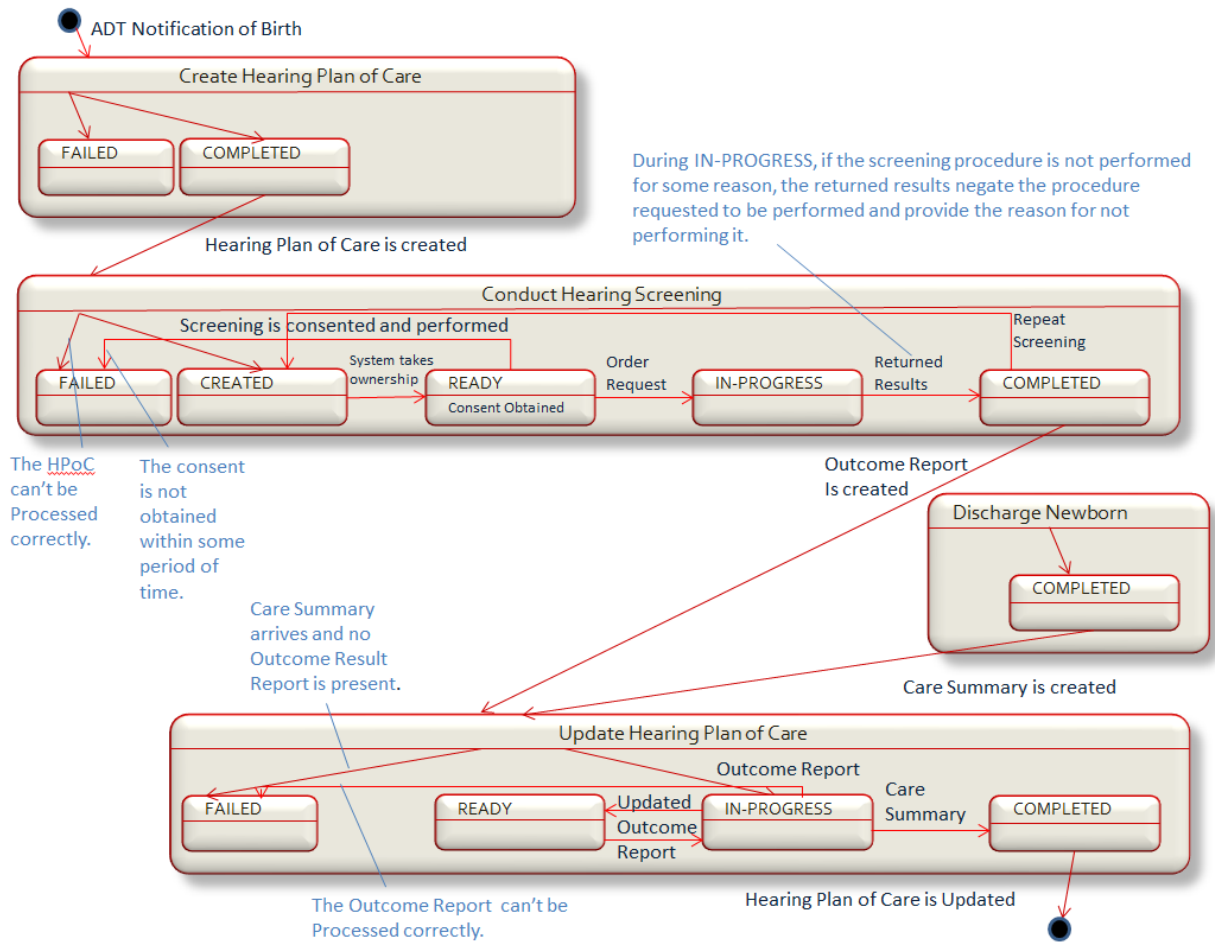 ADT Notification of Birth
Create Hearing Plan of Care
FAILED
COMPLETED
During IN-PROGRESS, if the screening procedure is not performed
for some reason, the returned results negate the procedure
requested to be performed and provide the reason for not
performing it.
Hearing Plan of Care is created
Conduct Hearing Screening
Screening is consented and performed
Repeat
Screening
System takes
ownership
Order
Request
Returned
Results
FAILED
CREATED
READY
Consent Obtained
IN-PROGRESS
COMPLETED
The HPoC
can't be
Processed
correctly.
The consent
is not
obtained
within some
period of
time.
Outcome Report
Is created
Discharge Newborn
COMPLETED
Care Summary
arrives and no
Outcome Result
Report is present.
Care Summary is created
Update Hearing Plan of Care
Outcome Report
FAILED
READY
Updated
Outcome
Report
IN-PROGRESS
Care
Summary
COMPLETED
The Outcome Report can't be
Processed correctly.
Hearing Plan of Care is Updated